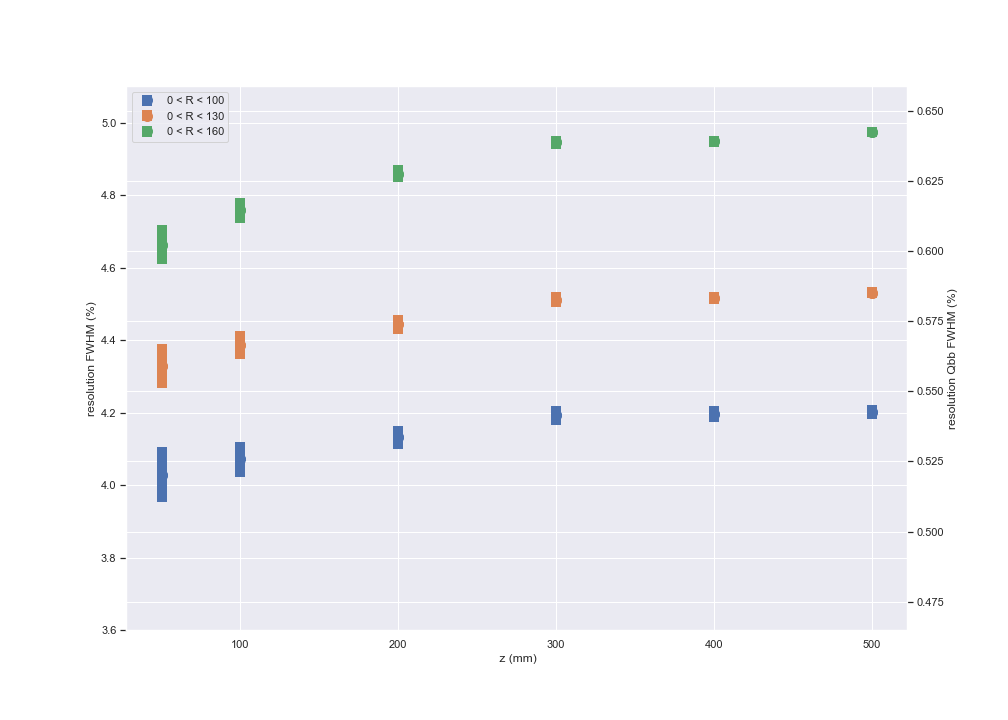 0 < R < 100
0 < R < 130
0 < R < 160
resolution FWHM (%)
5.0
4.8
4.6
4.4
4.2
4.0
3.8
3.6
0.650
0.625
0.600
0.575
0.550
0.525
0.500
0.475
resolution Qbb FWHM (%)
100 200 300 400 500
z (mm)